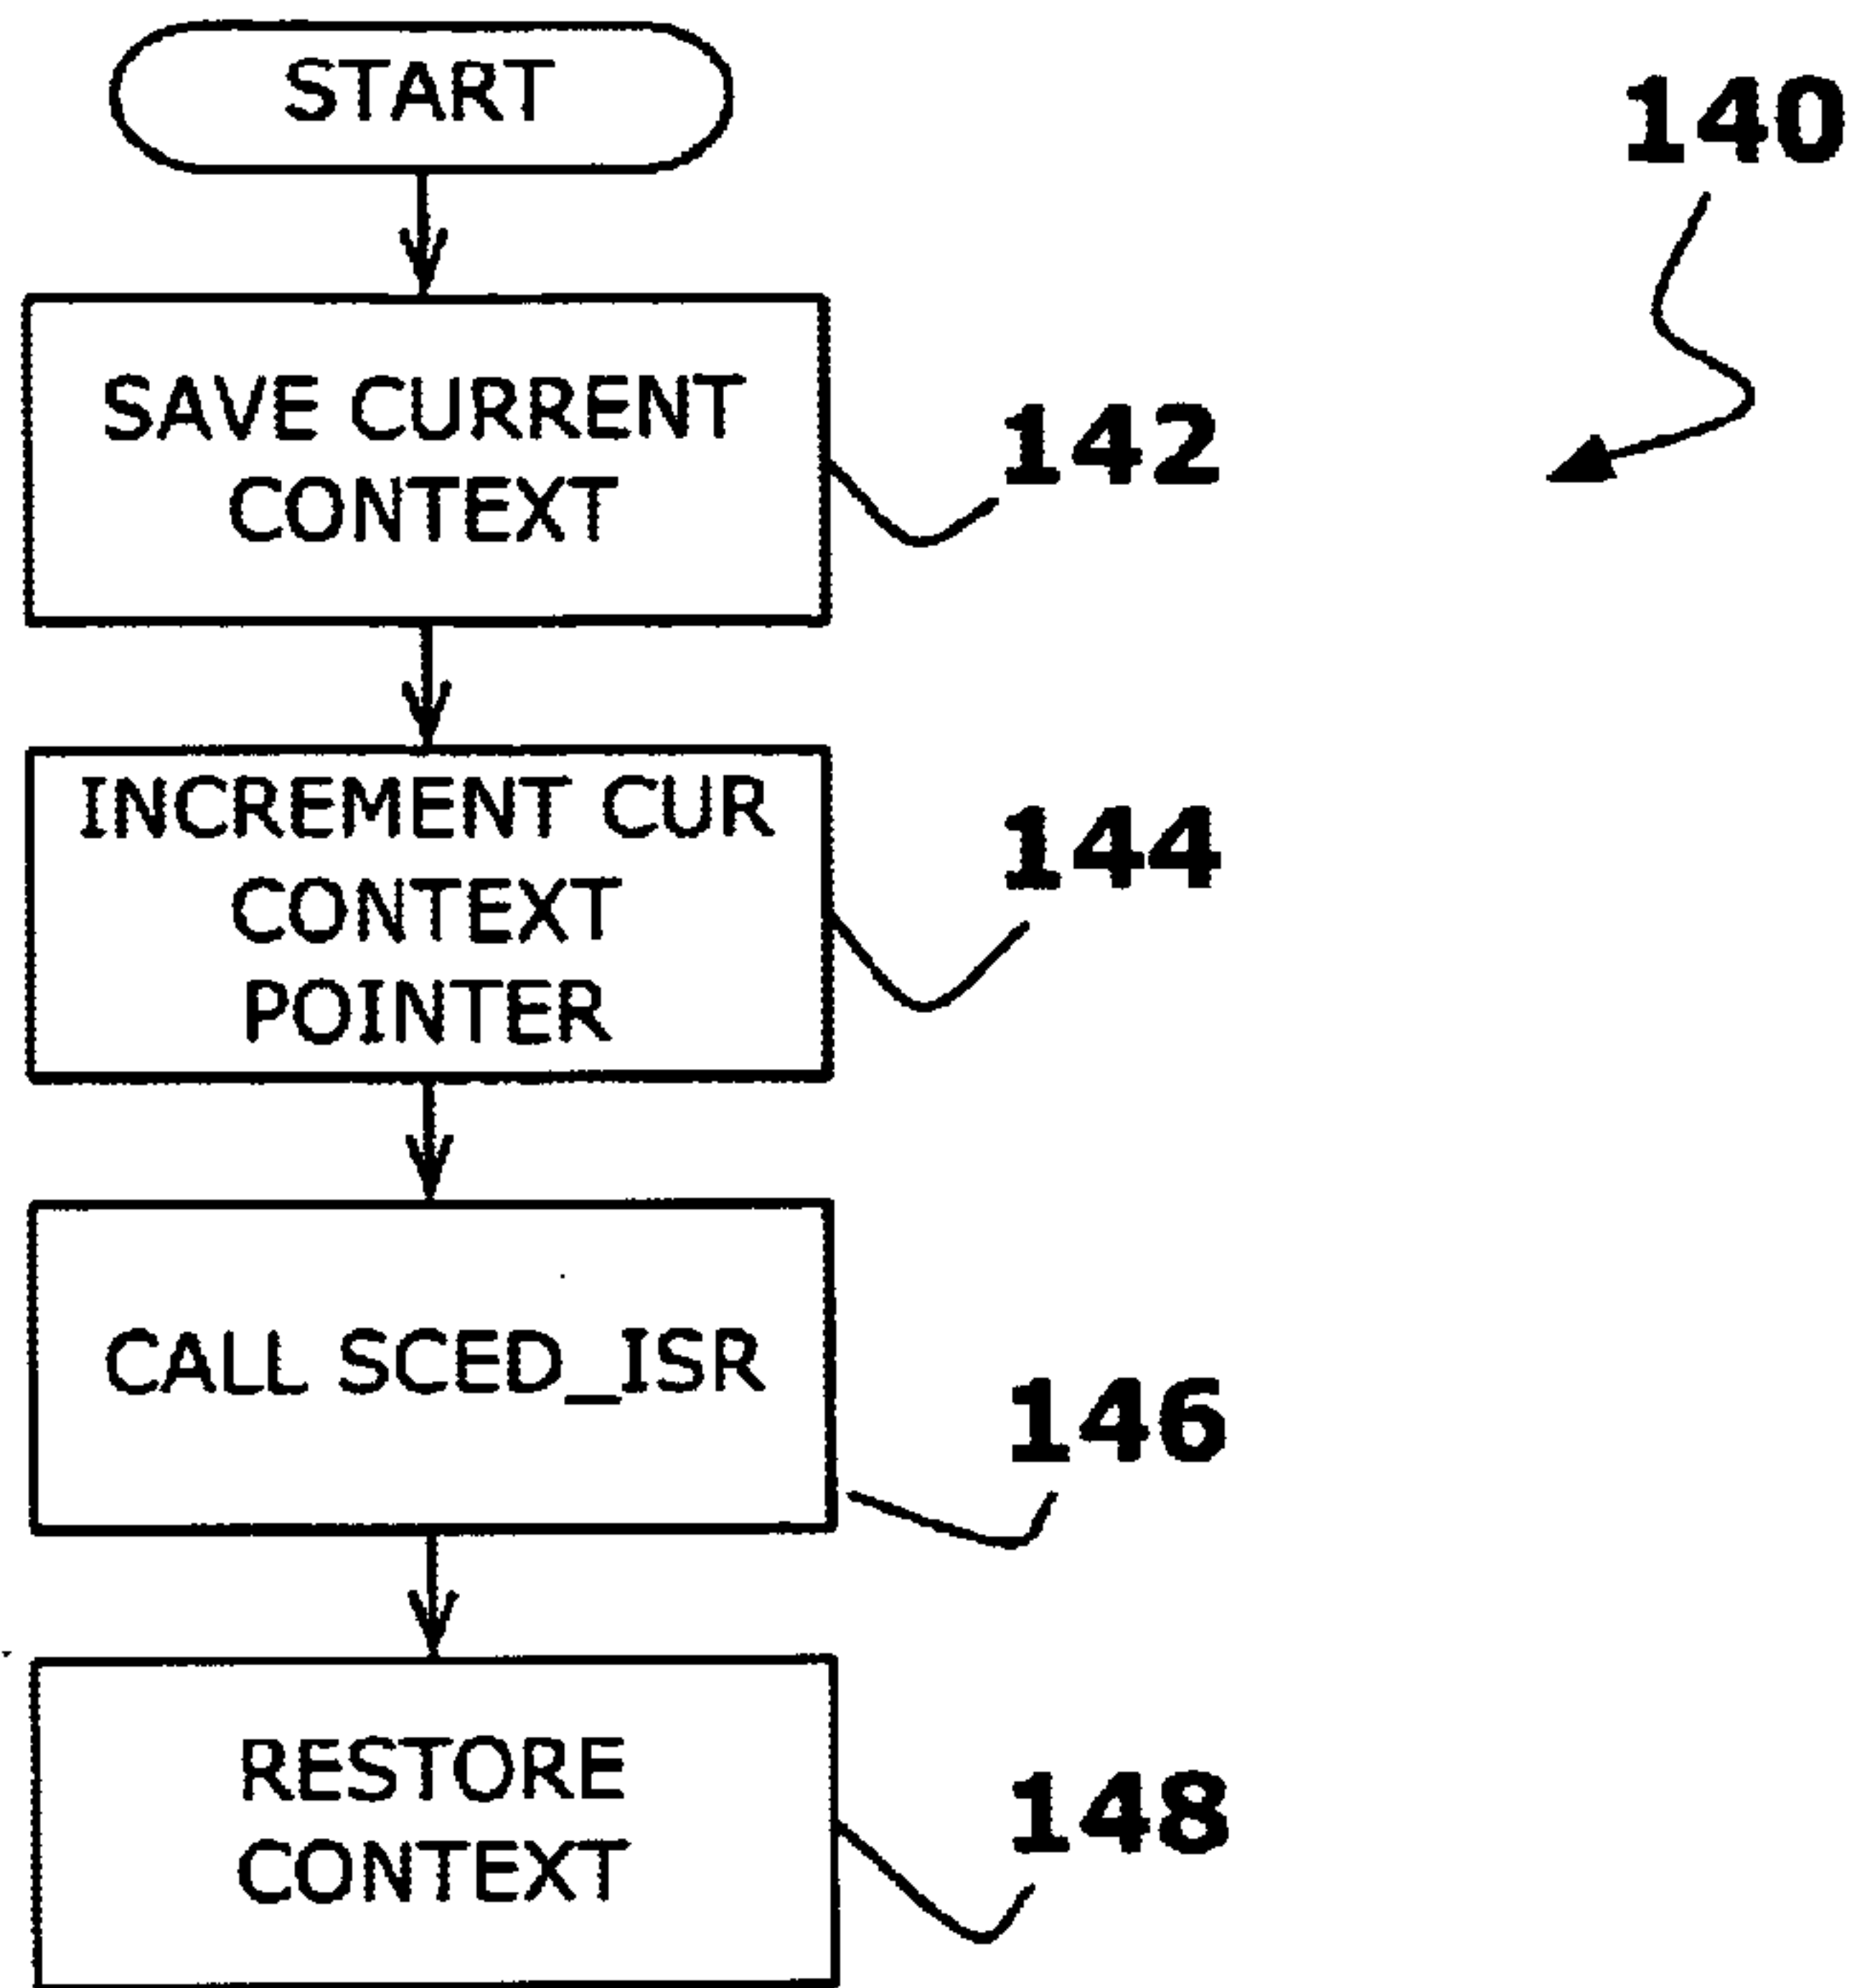 START
140
SAVE CURRENT
CONTEXT
142
INCREMENT CUR
CONTEXT
POINTER
144
CALL SCED_ISR
146
RESTORE
CONTEXT
148